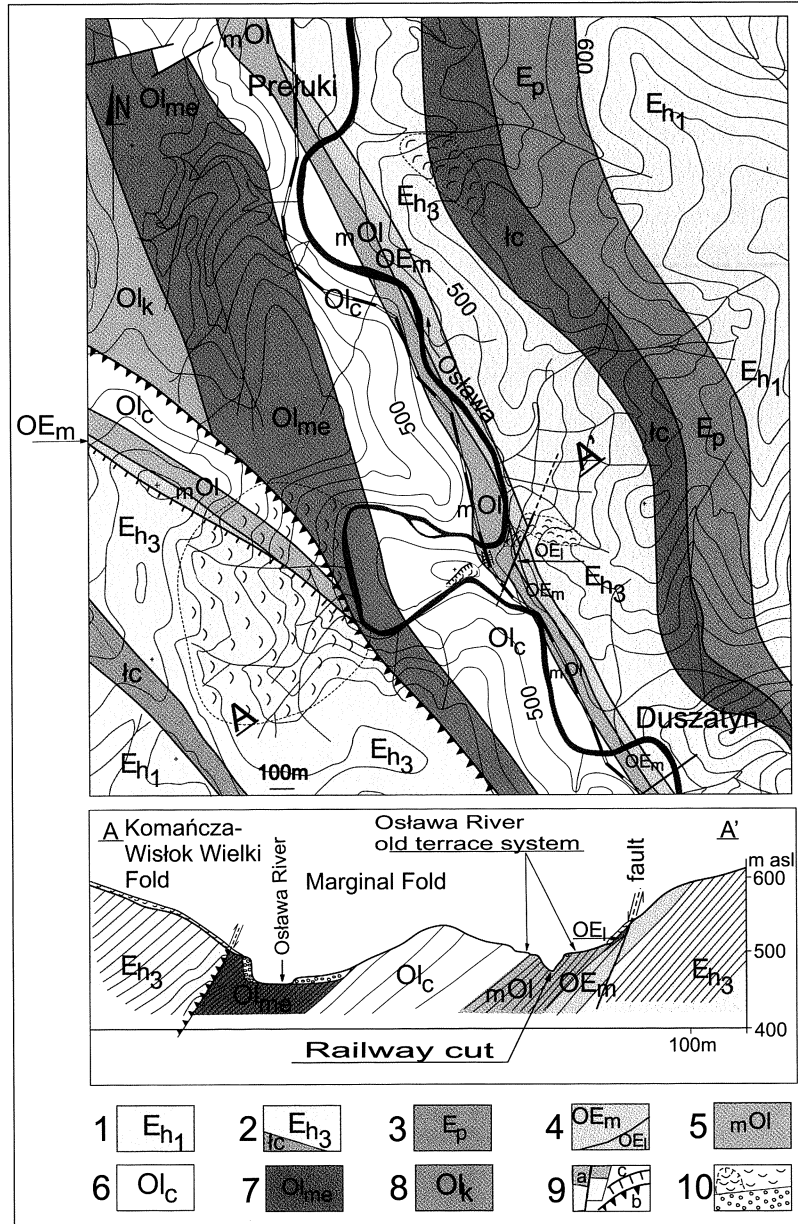 mOl
Prełuki
600
Ep
Eh1
Olme
N
Eh3
łc
mOl
OEm
Olk
Olc
500
Olc
OEm
mOl
Eh3
500
Olme
Osława
Eh1
łc
Ep
A'
mOl
OEl
OEm
Eh3
łc
Olc
mOl
500
Duszatyn
A
Eh3
OEm
Eh1
100m
A Komańcza-
Wisłok Wielki
Fold
Osława River
Marginal Fold
Osława River
old terrace system
fault
A'
m asl
600
500
400
Eh3
Olme
Olc
mOl
OEm
OEl
Eh3
Railway cut
100m
1 Eh1
2 Eh3 łc
3 Ep
4 OEm OEl
5 mOl
6 Olc
7 Olme
8 Olk
9 a c b
10